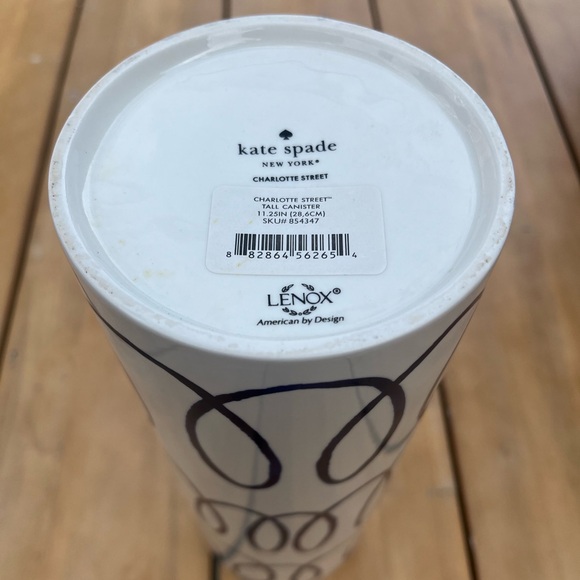 kate spade
NEW YORK®
CHARLOTTE STREET
CHARLOTTE STREET™
TALL CANISTER
11.25IN (28,6CM)
SKU# 854347
8 82864 56265 4
LENOX®
American by Design